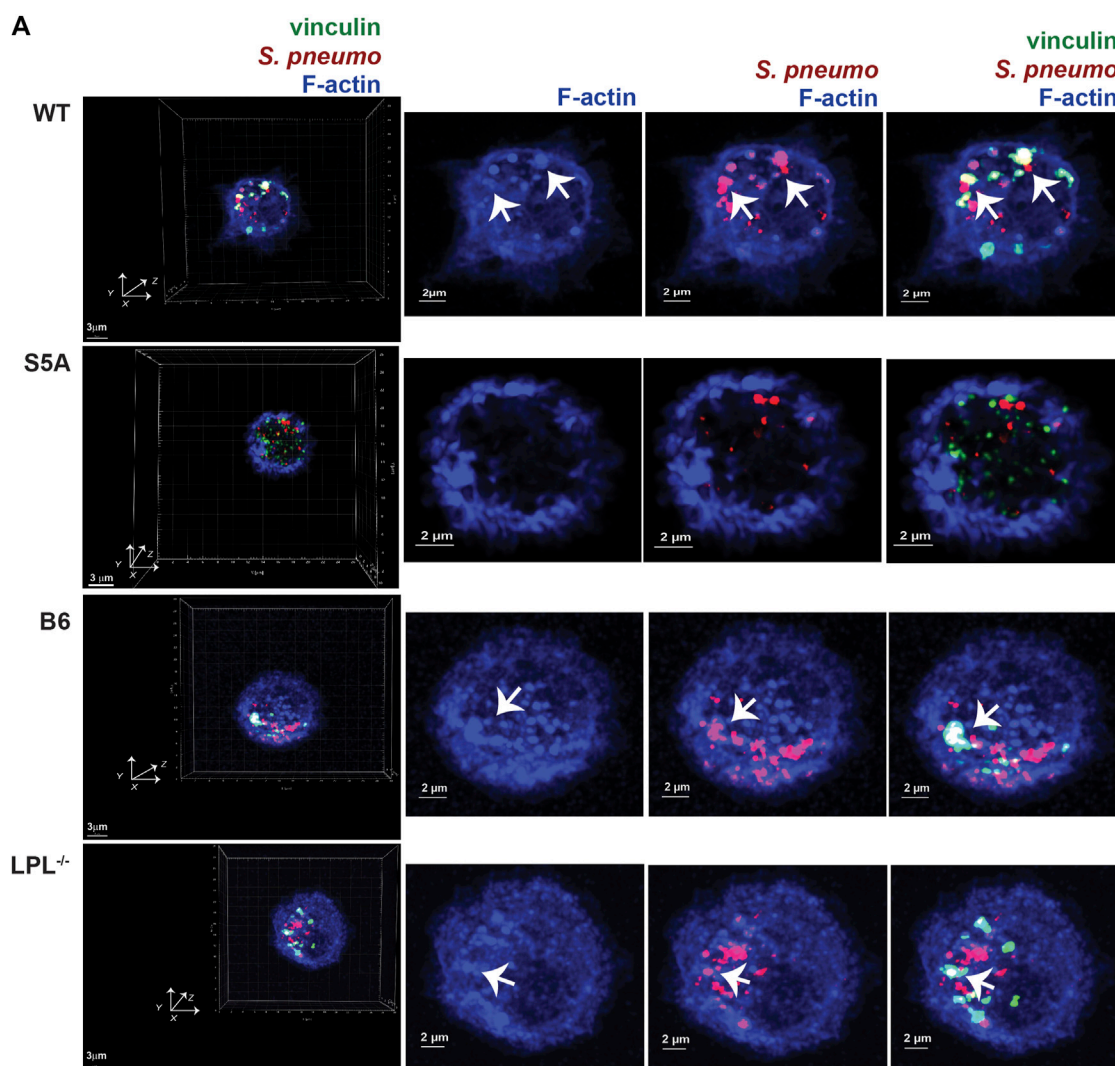 A
vinculin
S. pneumo
F-actin
F-actin
S. pneumo
F-actin
vinculin
S. pneumo
F-actin
WT
Y
Z
X
3µm
2µm
2 µm
2 µm
S5A
Y
Z
X
3 µm
2 µm
2 µm
2 µm
B6
Y
Z
X
3µm
2 µm
2 µm
2 µm
LPL-/-
Y
Z
X
3µm
2 µm
2 µm
2 µm